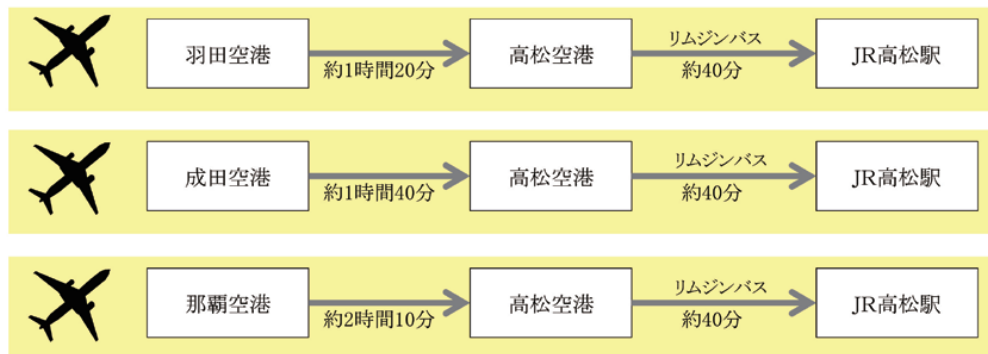 羽田空港
約1時間20分
高松空港
リムジンバス
約40分
JR高松駅
成田空港
約1時間40分
高松空港
リムジンバス
約40分
JR高松駅
那覇空港
約2時間10分
高松空港
リムジンバス
約40分
JR高松駅